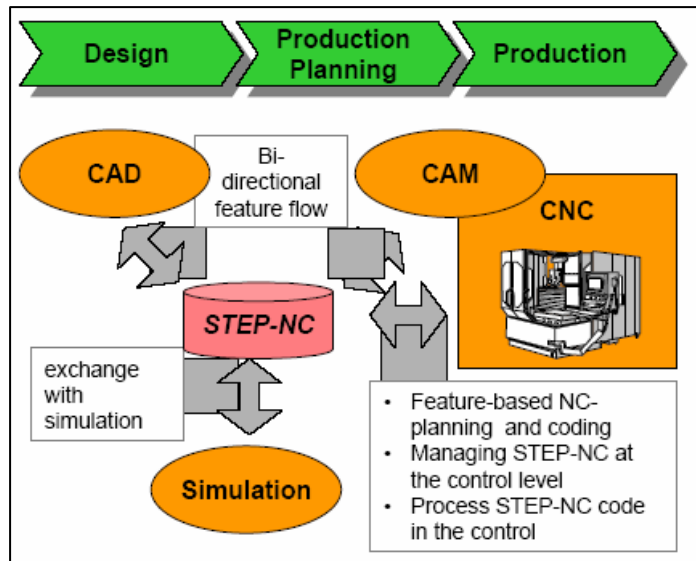 Design
Production
Planning
Production
CAD
Bi-
directional
feature flow
CAM
CNC
STEP-NC
exchange
with
simulation
Simulation
• Feature-based NC-
planning and coding
• Managing STEP-NC at
the control level
• Process STEP-NC code
in the control